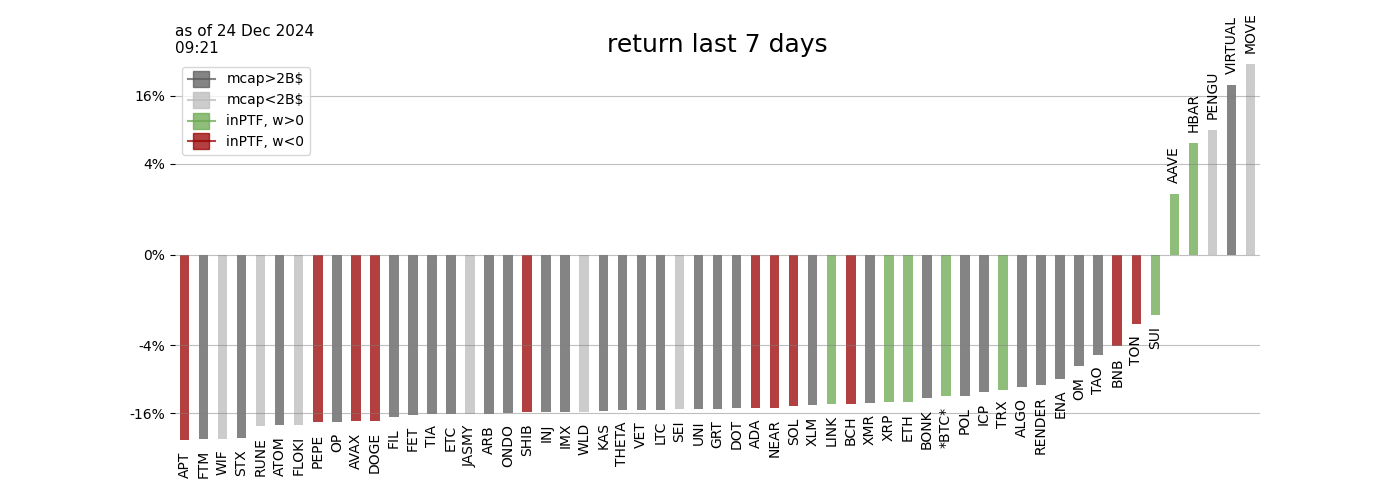 as of 24 Dec 2024
09:21
return last 7 days
mcap>2B$
mcap<2B$
inPTF, w>0
inPTF, w<0
16%
4%
0%
-4%
-16%
APT
FTM
WIF
STX
RUNE
ATOM
FLOKI
PEPE
OP
AVAX
DOGE
FIL
FET
TIA
ETC
JASMY
ARB
ONDO
SHIB
INJ
IMX
WLD
KAS
THETA
VET
LTC
SEI
UNI
GRT
DOT
ADA
NEAR
SOL
XLM
LINK
BCH
XMR
XRP
ETH
BONK
*BTC*
POL
ICP
TRX
ALGO
RENDER
ENA
OM
TAO
BNB
TON
SUI
AAVE
HBAR
PENGU
VIRTUAL
MOVE